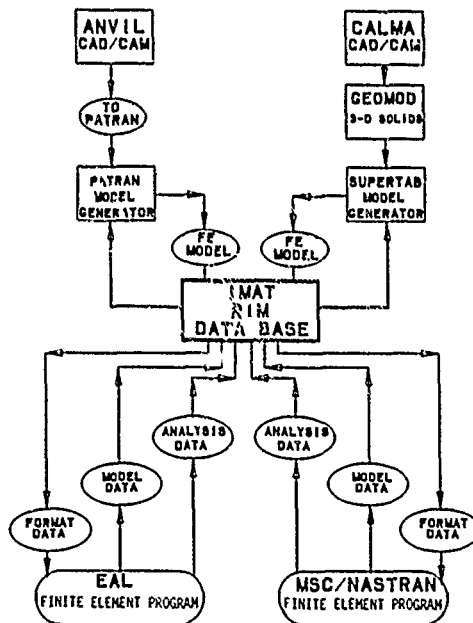 ANVIL
CAD/CAM
CALMA
CAD/CAM
TO
PATRAN
GEOMOD
3-D SOLIDS
PATRAN
MODEL
GENERATOR
SUPERTAB
MODEL
GENERATOR
FE
MODEL
FE
MODEL
IMAT
RIM
DATA BASE
ANALYSIS
DATA
ANALYSIS
DATA
MODEL
DATA
MODEL
DATA
FORMAT
DATA
FORMAT
DATA
EAL
FINITE ELEMENT PROGRAM
MSC/NASTRAN
FINITE ELEMENT PROGRAM